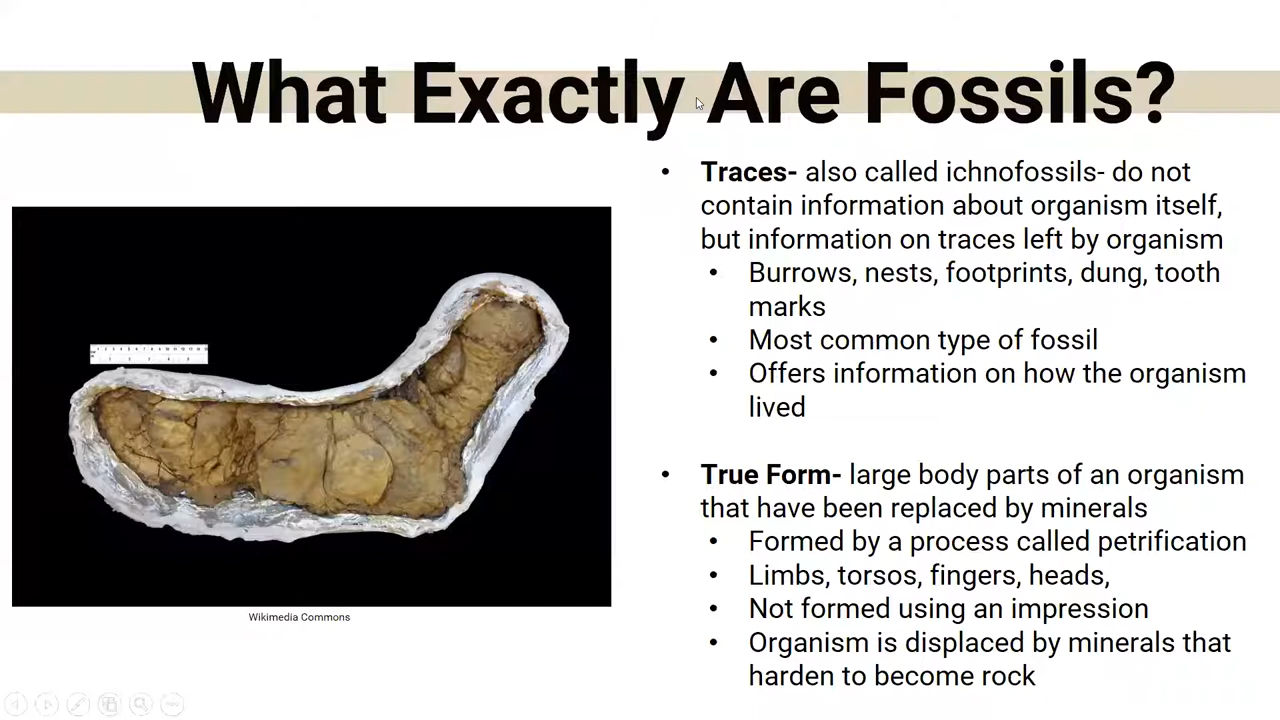 What Exactly Are Fossils?
• Traces- also called ichnofossils- do not
contain information about organism itself,
but information on traces left by organism
• Burrows, nests, footprints, dung, tooth
marks
• Most common type of fossil
• Offers information on how the organism
lived
• True Form- large body parts of an organism
that have been replaced by minerals
• Formed by a process called petrification
• Limbs, torsos, fingers, heads,
• Not formed using an impression
• Organism is displaced by minerals that
harden to become rock
Wikimedia Commons